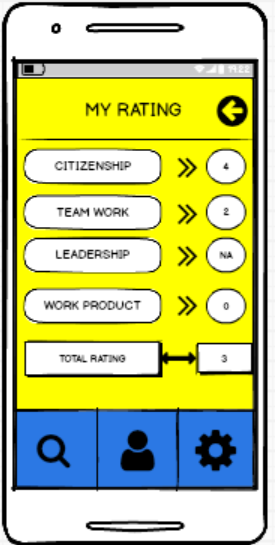 11:22
MY RATING
CITIZENSHIP 4
TEAM WORK 2
LEADERSHIP NA
WORK PRODUCT 0
TOTAL RATING 3